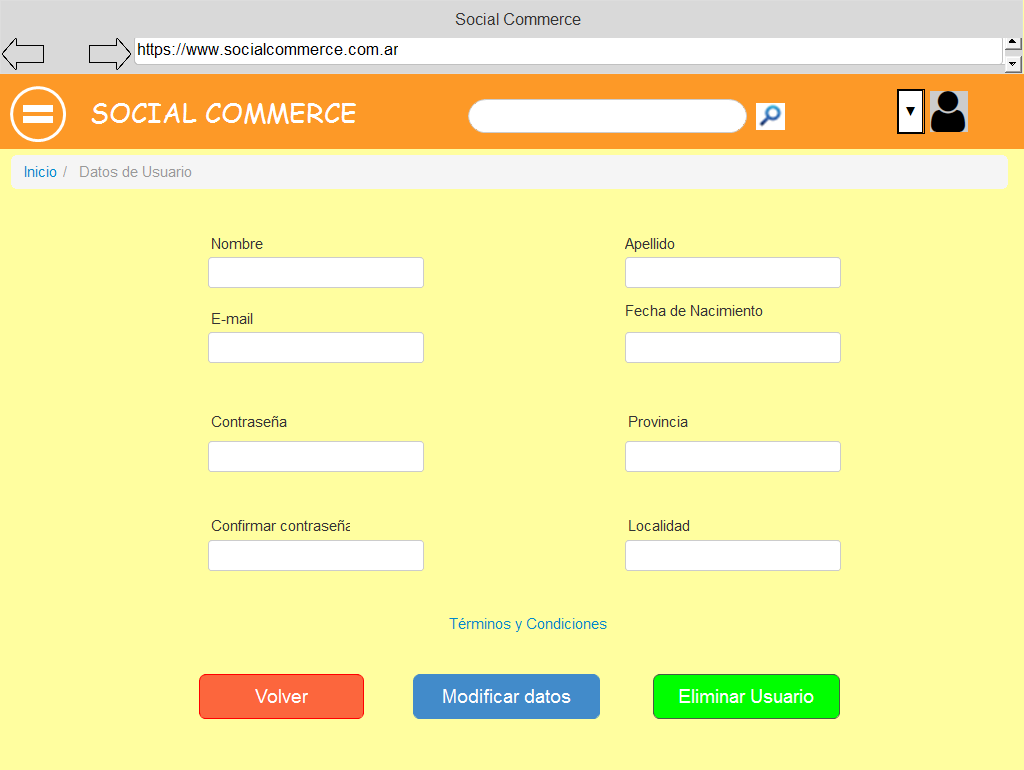 Social Commerce
https://www.socialcommerce.com.ar
SOCIAL COMMERCE
Inicio / Datos de Usuario
Nombre Apellido
E-mail Fecha de Nacimiento
Contraseña Provincia
Confirmar contraseña Localidad
Términos y Condiciones
Volver Modificar datos Eliminar Usuario